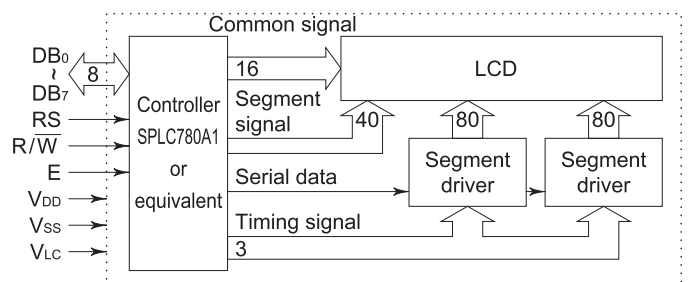 Common signal
DB0
~
DB7
8
16
LCD
Controller
SPLC780A1
or
equivalent
Segment
signal
40
80
80
RS
R/W̅
E
Segment
driver
Segment
driver
Serial data
VDD
VSS
VLC
Timing signal
3